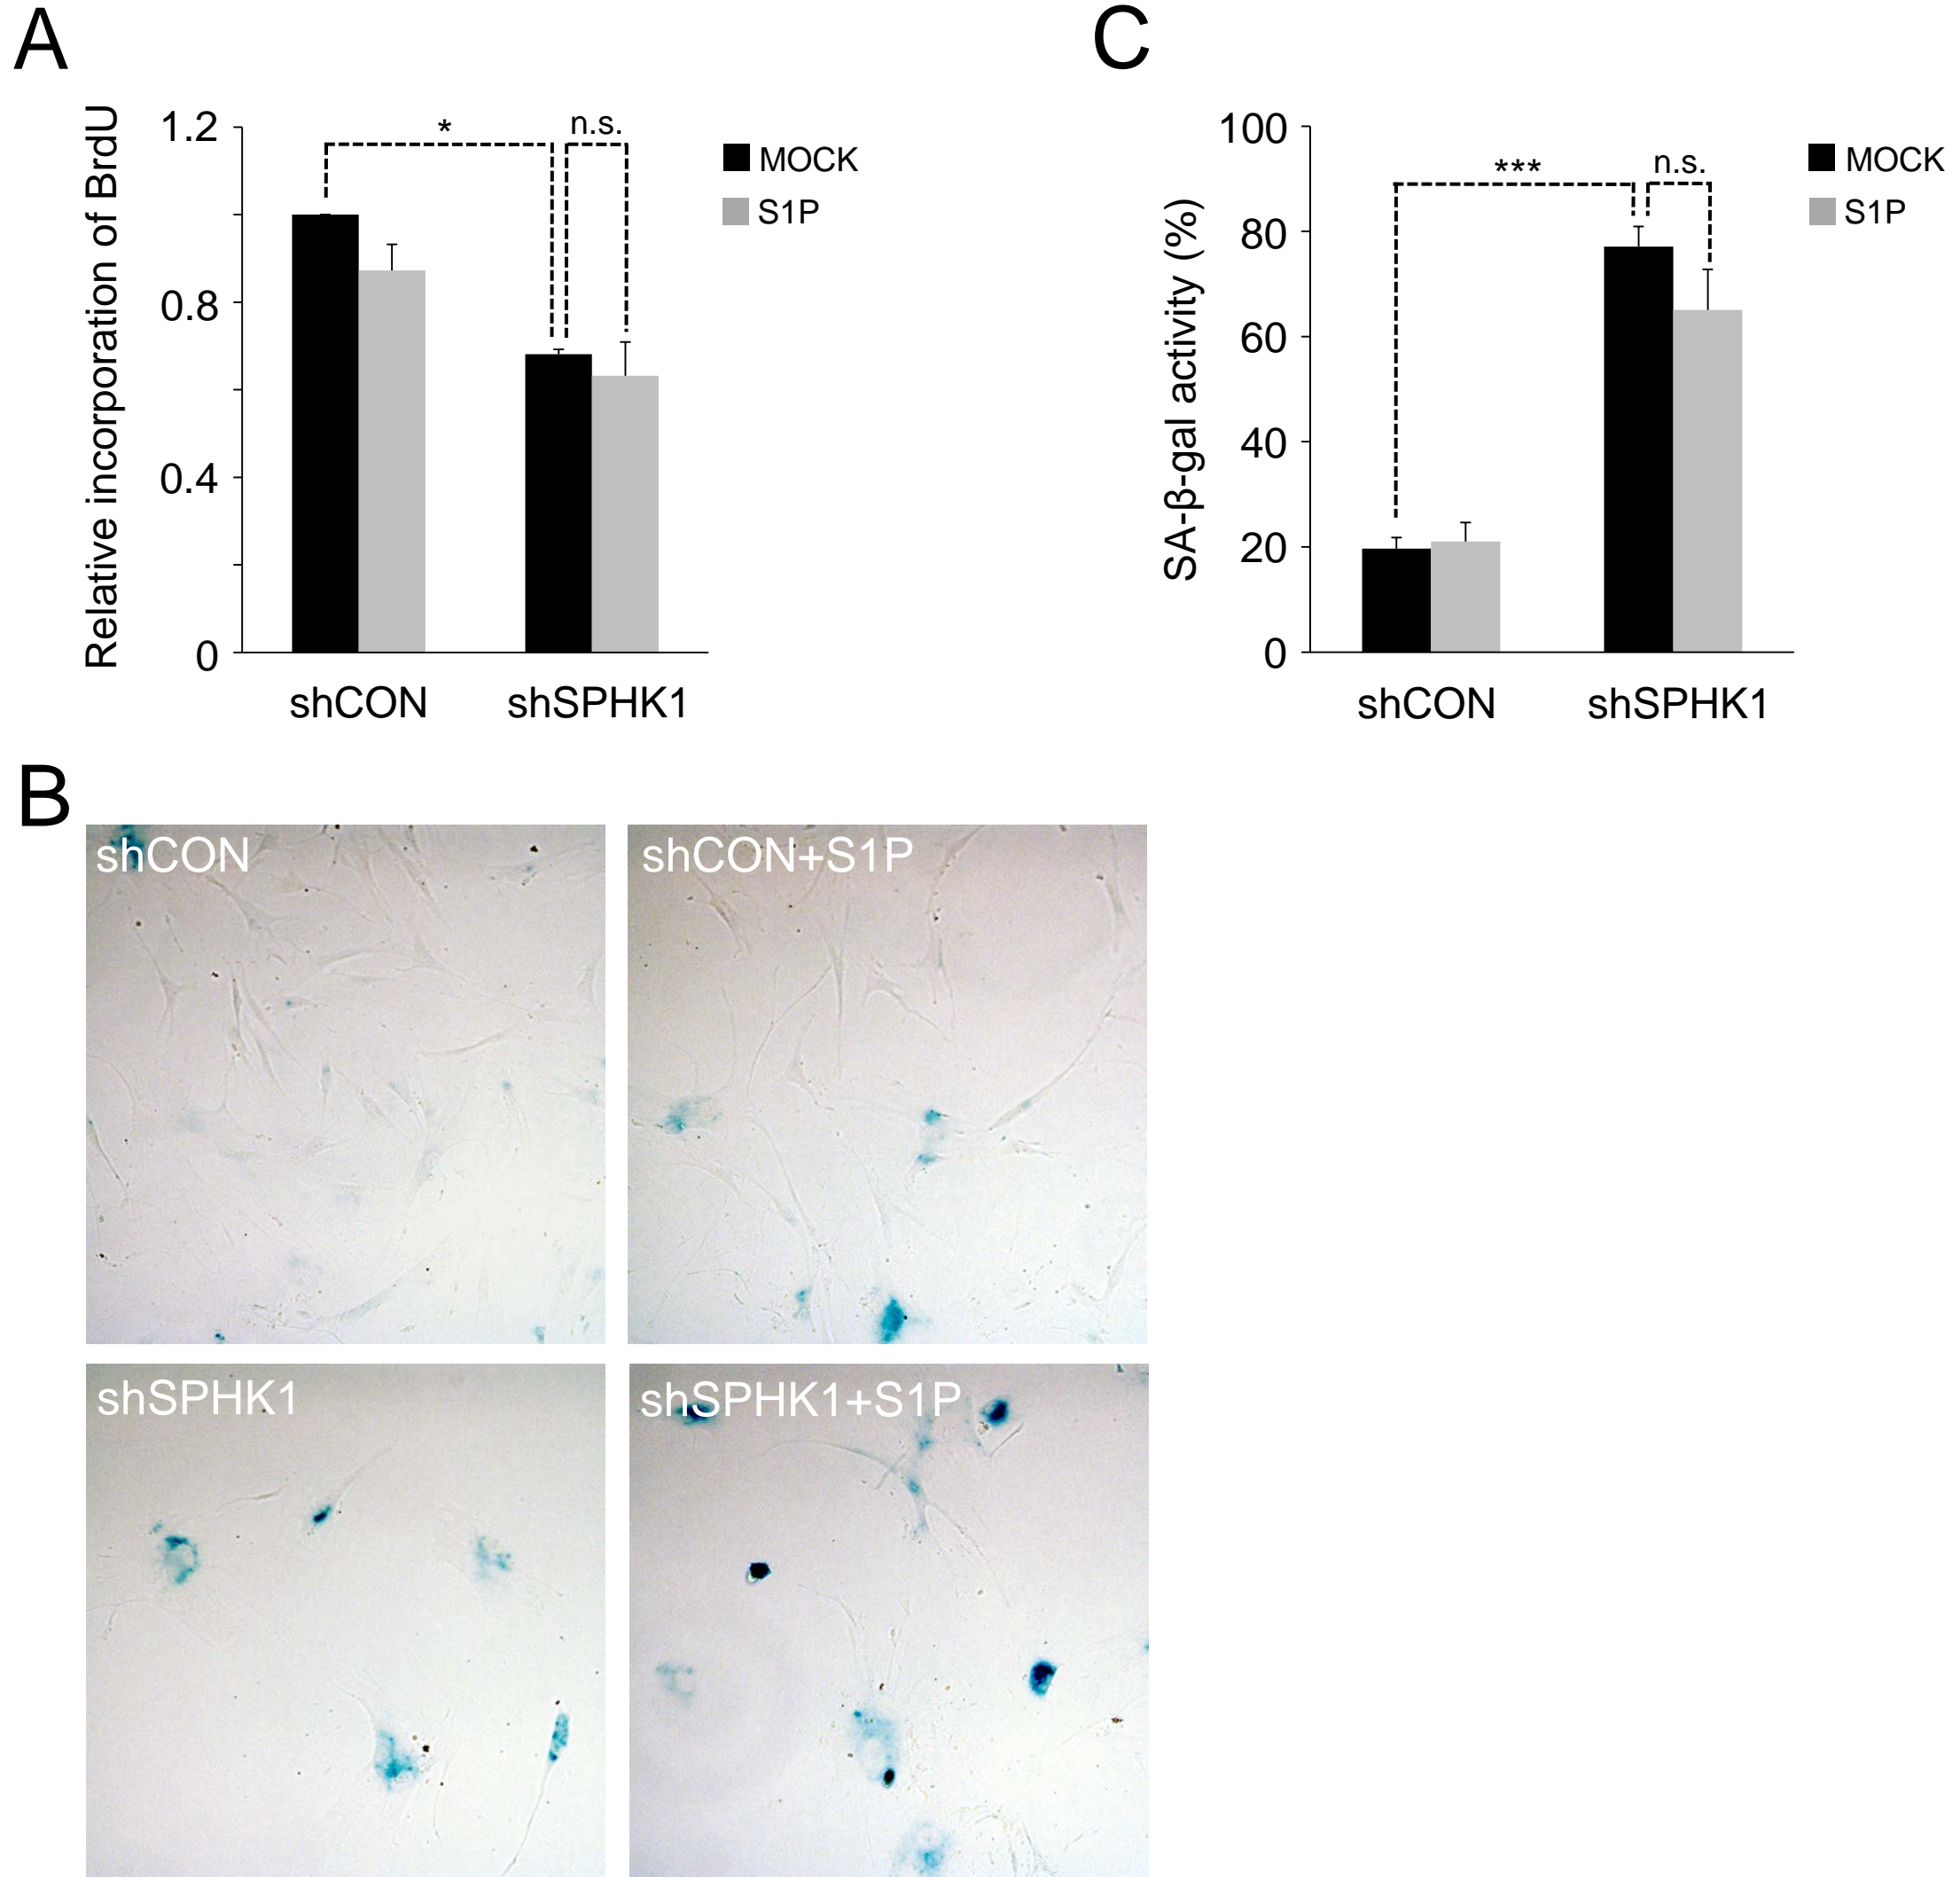 A
Relative incorporation of BrdU
1.2
0.8
0.4
0
*
n.s.
MOCK
S1P
shCON
shSPHK1
C
SA-β-gal activity (%)
100
80
60
40
20
0
***
n.s.
MOCK
S1P
shCON
shSPHK1
B
shCON
shCON+S1P
shSPHK1
shSPHK1+S1P